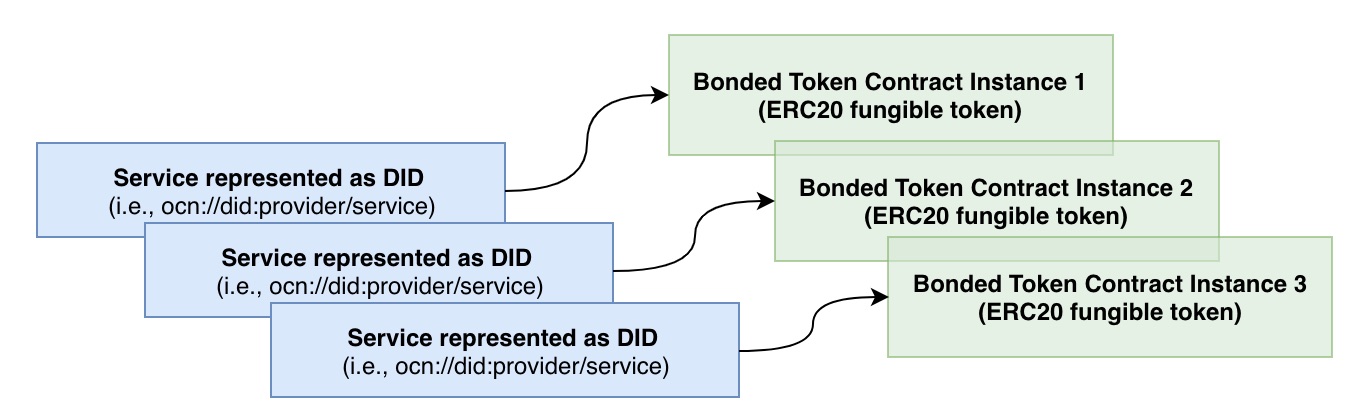 Bonded Token Contract Instance 1
(ERC20 fungible token)
Service represented as DID
(i.e., ocn://did:provider/service)
Bonded Token Contract Instance 2
(ERC20 fungible token)
Service represented as DID
(i.e., ocn://did:provider/service)
Bonded Token Contract Instance 3
(ERC20 fungible token)
Service represented as DID
(i.e., ocn://did:provider/service)